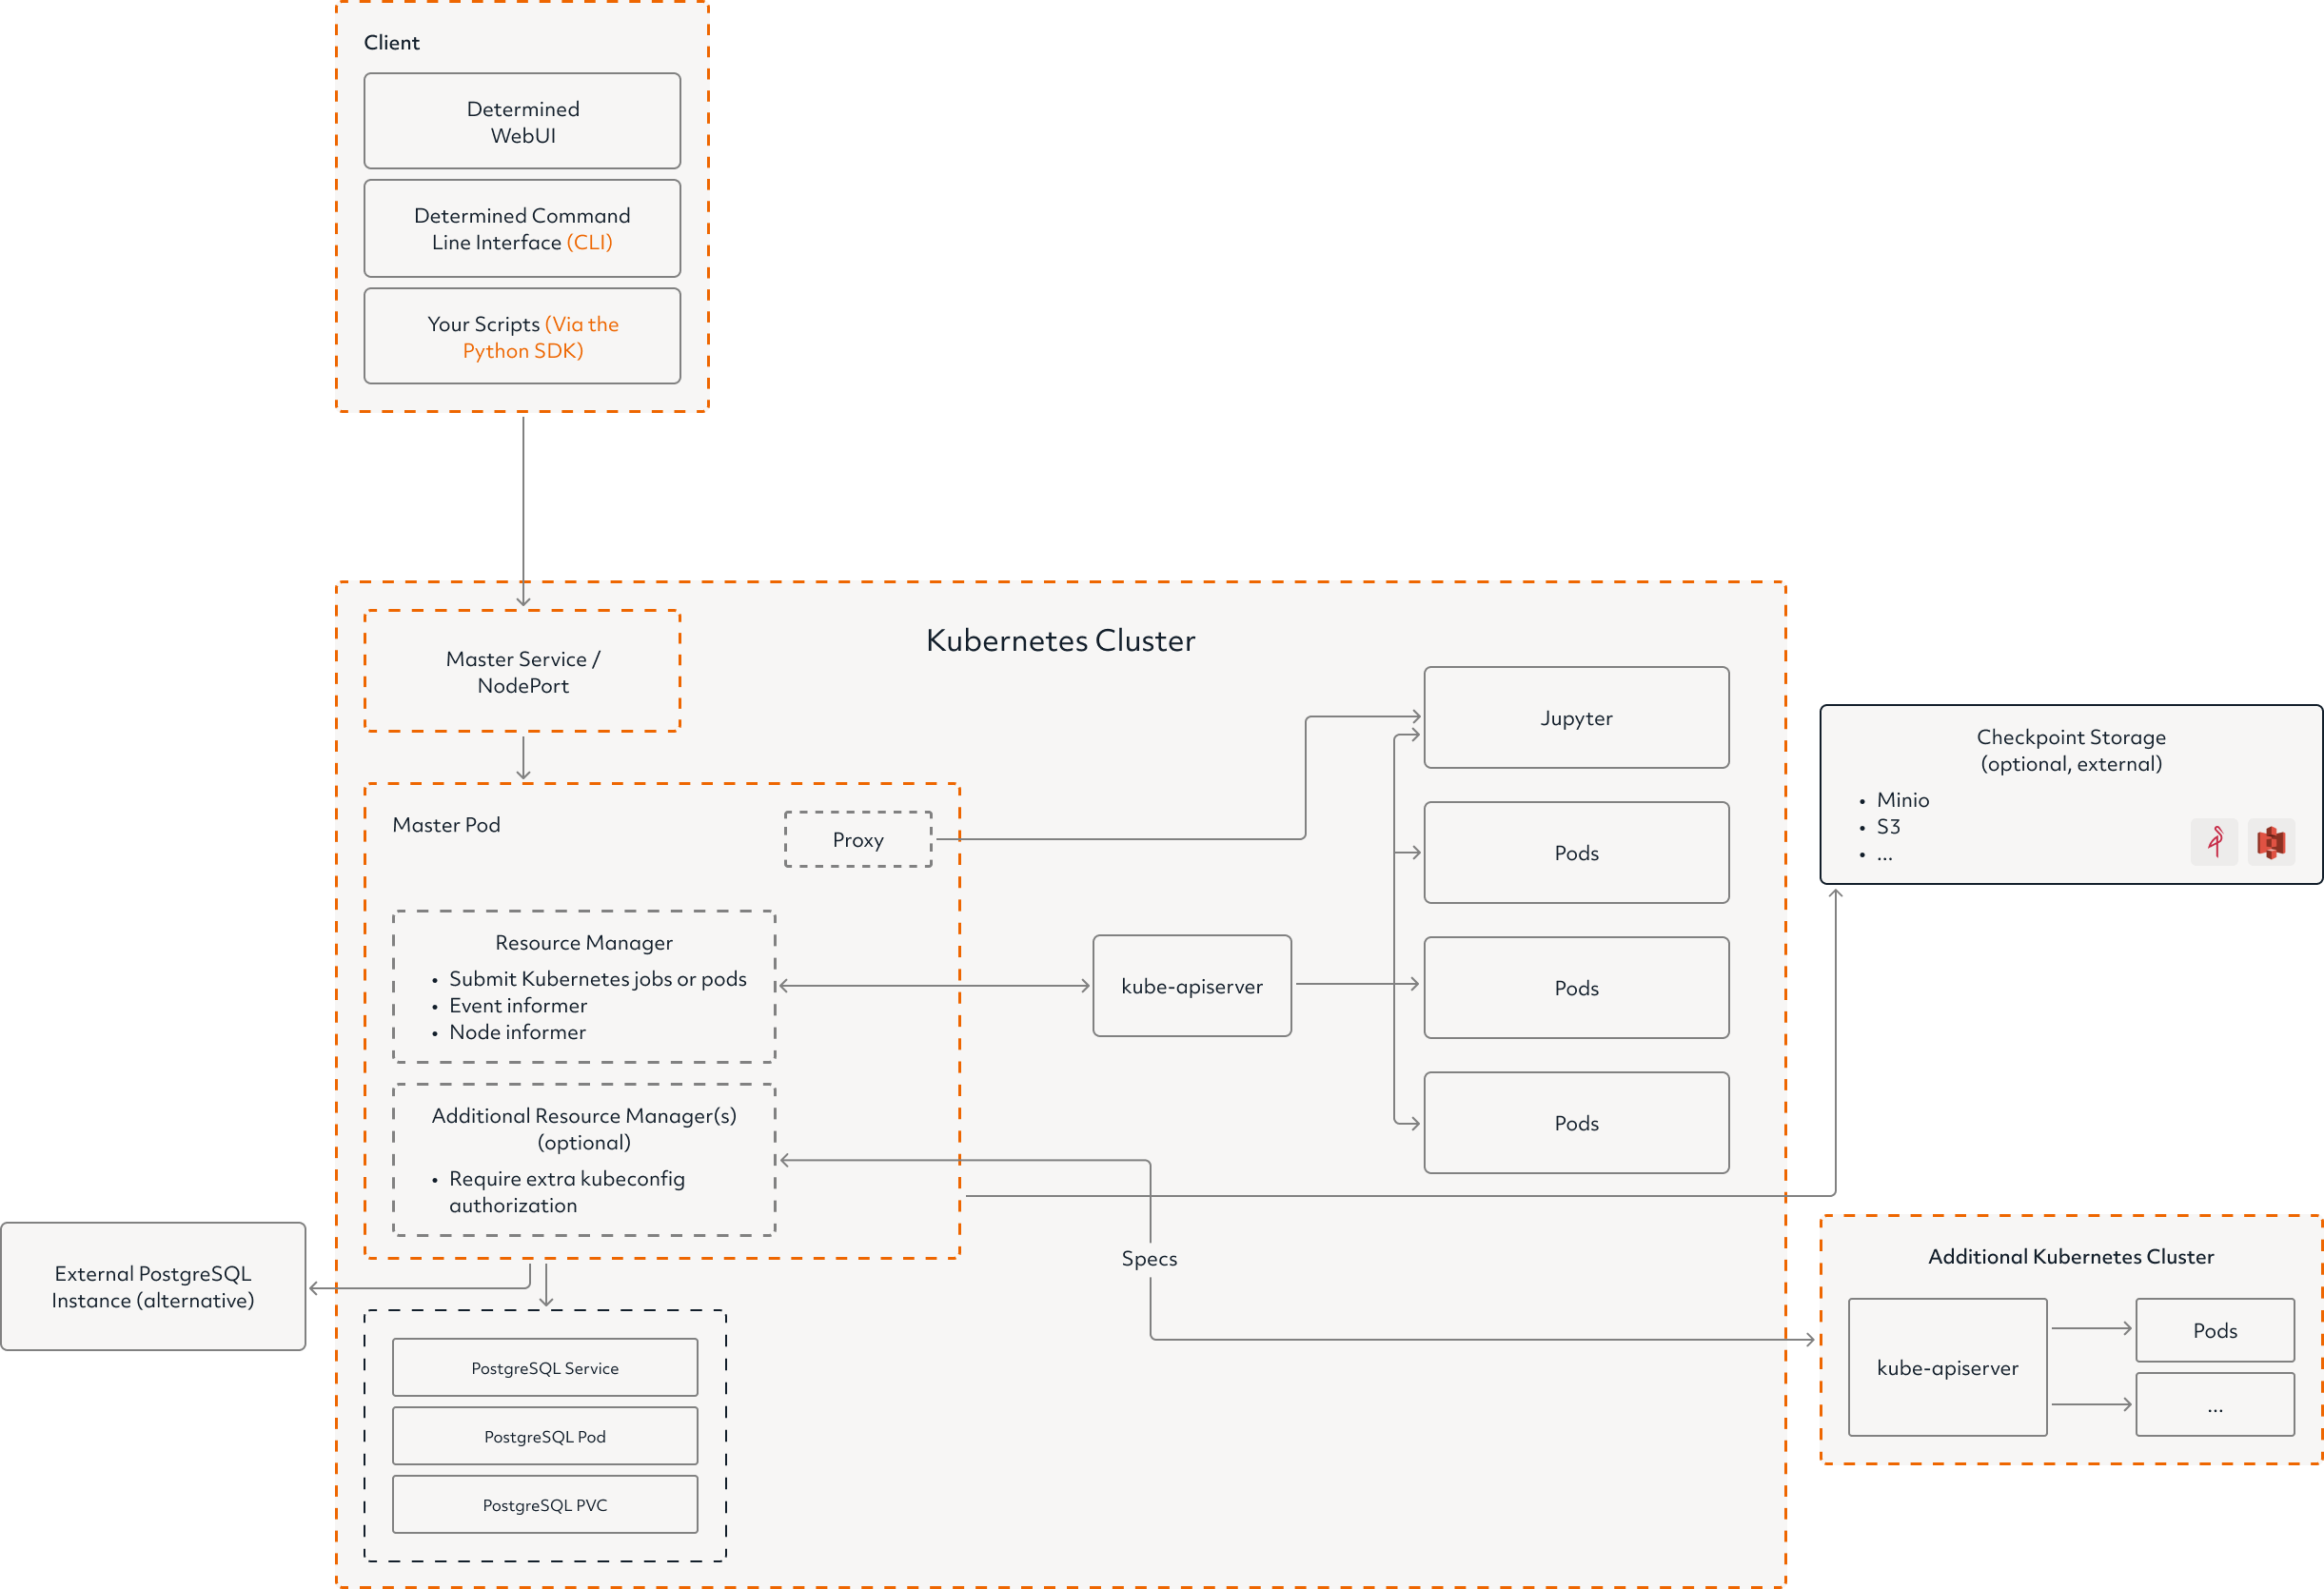 Client
Determined
WebUI
Determined Command
Line Interface (CLI)
Your Scripts (Via the
Python SDK)
Kubernetes Cluster
Master Service /
NodePort
Master Pod
Proxy
Resource Manager
• Submit Kubernetes jobs or pods
• Event informer
• Node informer
Additional Resource Manager(s)
(optional)
• Require extra kubeconfig
authorization
kube-apiserver
Jupyter
Pods
Pods
Pods
Checkpoint Storage
(optional, external)
• Minio
• S3
• ...
Specs
External PostgreSQL
Instance (alternative)
PostgreSQL Service
PostgreSQL Pod
PostgreSQL PVC
Additional Kubernetes Cluster
kube-apiserver
Pods
...